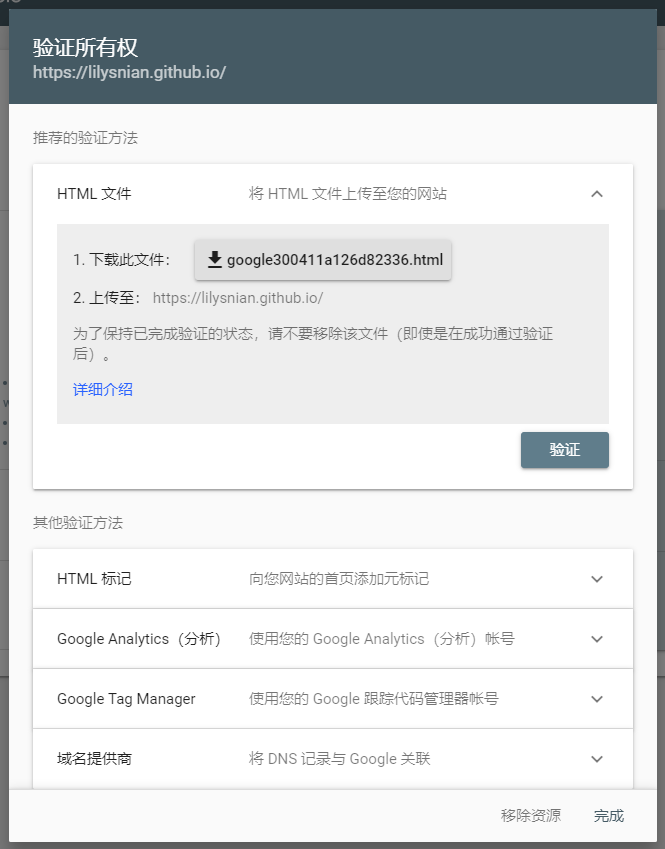 验证所有权
https://lilysnian.github.io/
推荐的验证方法
HTML 文件
将 HTML 文件上传至您的网站
1. 下载此文件：
google300411a126d82336.html
2. 上传至： https://lilysnian.github.io/
为了保持已完成验证的状态，请不要移除该文件（即使是在成功通过验证
后）。
详细介绍
验证
其他验证方法
HTML 标记
向您网站的首页添加元标记
Google Analytics（分析）
使用您的 Google Analytics（分析）帐号
Google Tag Manager
使用您的 Google 跟踪代码管理器帐号
域名提供商
将 DNS 记录与 Google 关联
移除资源
完成